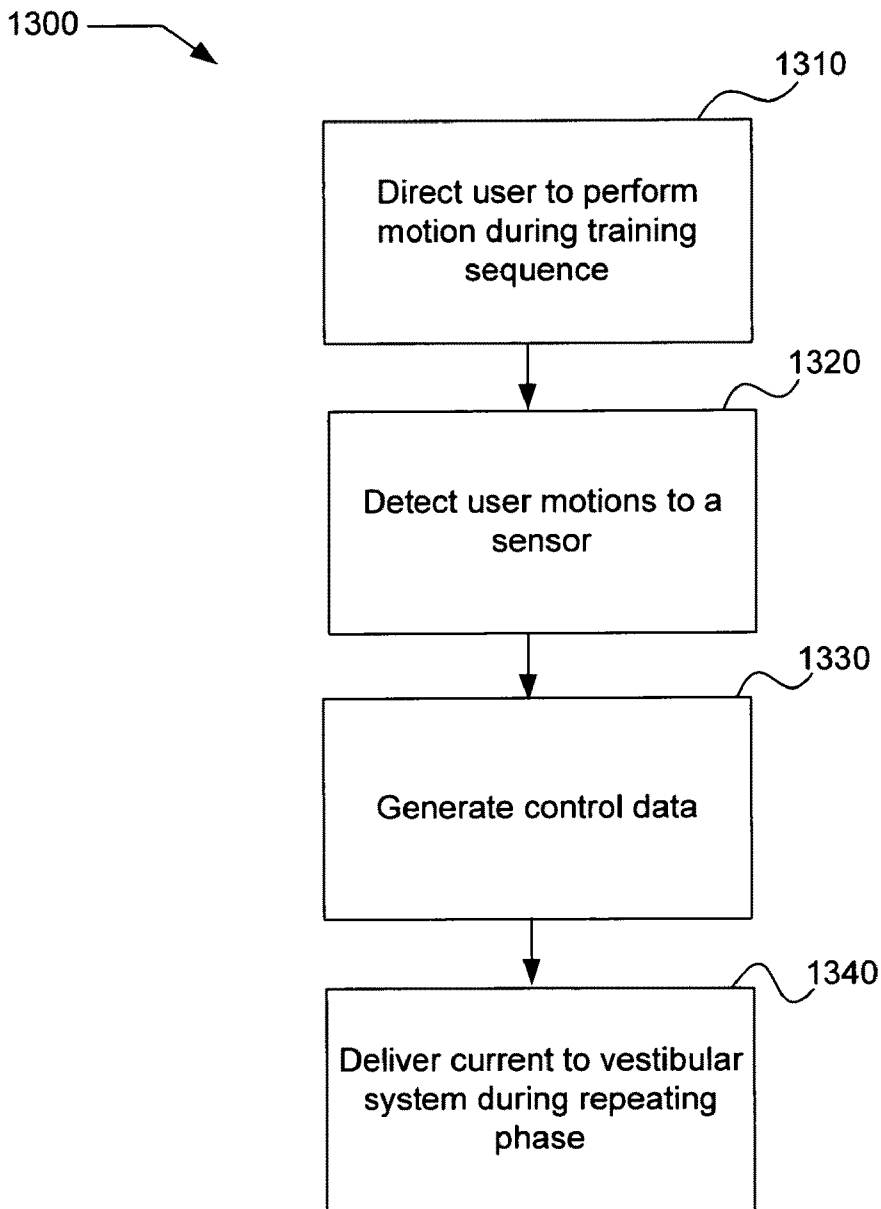 1300
1310
Direct user to perform
motion during training
sequence
1320
Detect user motions to a
sensor
1330
Generate control data
1340
Deliver current to vestibular
system during repeating
phase